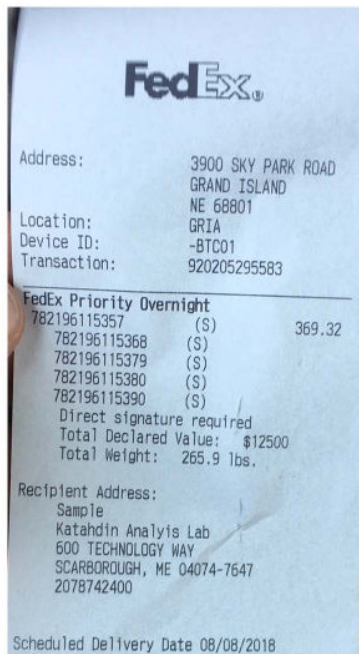 FedEx®
Address: 3900 SKY PARK ROAD
GRAND ISLAND
NE 68801
Location: GRIA
Device ID: -BTC01
Transaction: 920205295583
FedEx Priority Overnight
782196115357 (S) 369.32
782196115368 (S)
782196115379 (S)
782196115380 (S)
782196115390 (S)
Direct signature required
Total Declared Value: $12500
Total Weight: 265.9 lbs.
Recipient Address:
Sample
Katahdin Analyis Lab
600 TECHNOLOGY WAY
SCARBOROUGH, ME 04074-7647
2078742400
Scheduled Delivery Date 08/08/2018